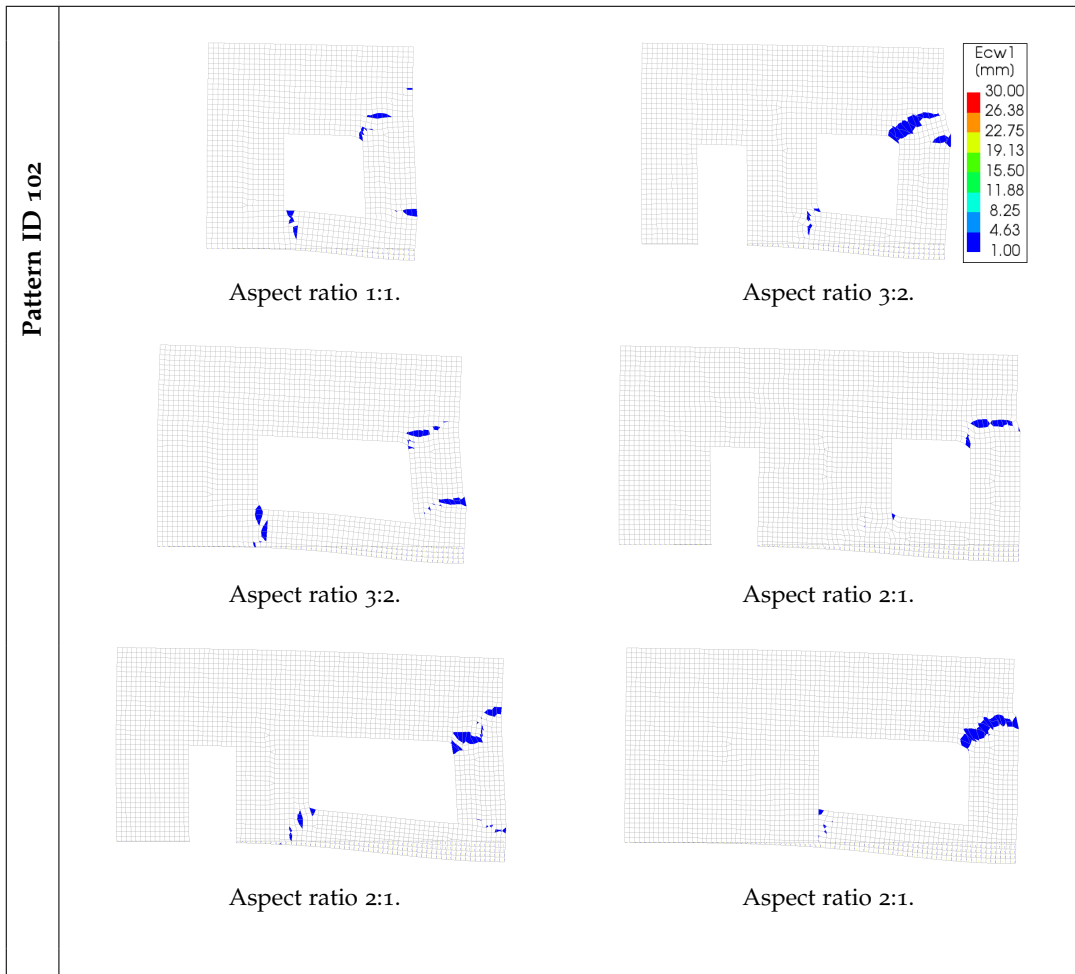 Pattern ID 102
Ecw1
(mm)
30.00
26.38
22.75
19.13
15.50
11.88
8.25
4.63
1.00
Aspect ratio 1:1.
Aspect ratio 3:2.
Aspect ratio 3:2.
Aspect ratio 2:1.
Aspect ratio 2:1.
Aspect ratio 2:1.